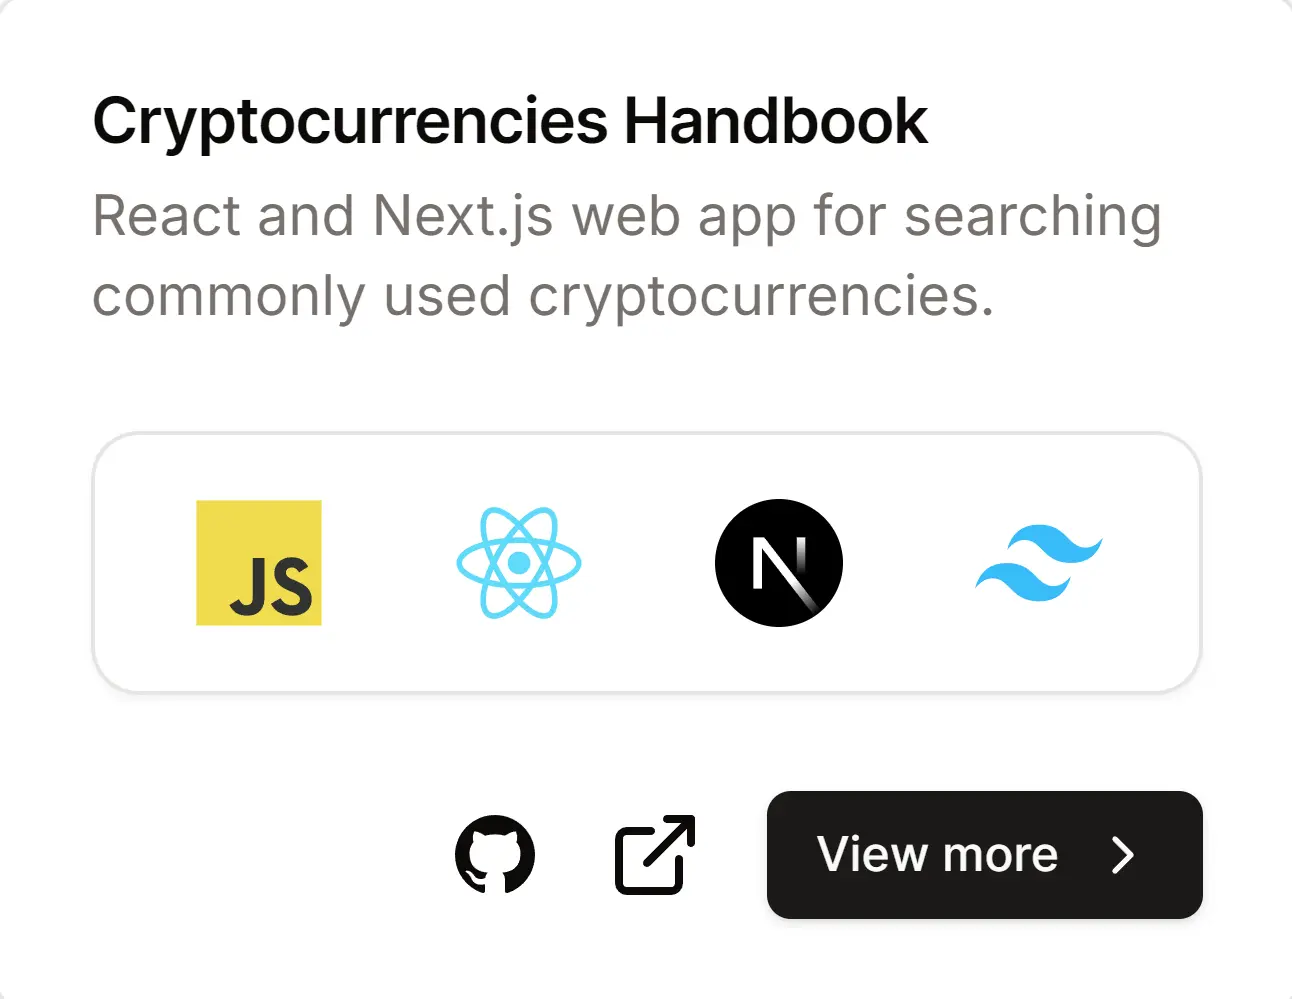 Cryptocurrencies Handbook
React and Next.js web app for searching
commonly used cryptocurrencies.
JS
N
View more